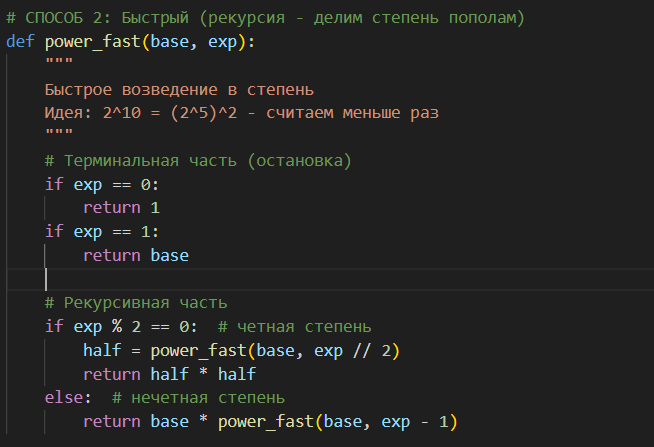 # СПОСОБ 2: Быстрый (рекурсия - делим степень пополам)
def power_fast(base, exp):
    """
    Быстрое возведение в степень
    Идея: 2^10 = (2^5)^2 - считаем меньше раз
    """
    # Терминальная часть (остановка)
    if exp == 0:
        return 1
    if exp == 1:
        return base
    # Рекурсивная часть
    if exp % 2 == 0:  # четная степень
        half = power_fast(base, exp // 2)
        return half * half
    else:  # нечетная степень
        return base * power_fast(base, exp - 1)